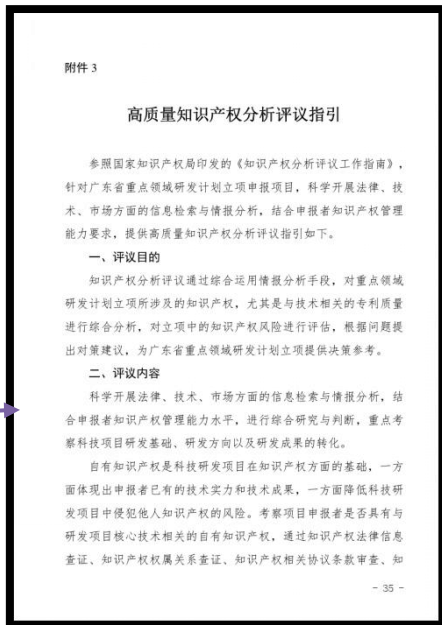 附件 3
高质量知识产权分析评议指引
参照国家知识产权局印发的《知识产权分析评议工作指南》，
针对广东省重点领域研发计划立项申报项目，科学开展法律、技
术、市场方面的信息检索与情报分析，结合申报者知识产权管理
能力要求，提供高质量知识产权分析评议指引如下。
一、评议目的
知识产权分析评议通过综合运用情报分析手段，对重点领域
研发计划立项所涉及的知识产权，尤其是与技术相关的专利质量
进行综合分析，对立项中的知识产权风险进行评估，根据问题提
出对策建议，为广东省重点领域研发计划立项提供决策参考。
二、评议内容
科学开展法律、技术、市场方面的信息检索与情报分析，结
合申报者知识产权管理能力水平，进行综合研究与判断，重点考
察科技项目研发基础、研发方向以及研发成果的转化。
自有知识产权是科技研发项目在知识产权方面的基础，一方
面体现出申报者已有的技术实力和技术成果，一方面降低科技研
发项目中侵犯他人知识产权的风险。考察项目申报者是否具有与
研发项目核心技术相关的自有知识产权，通过知识产权法律信息
查证、知识产权权属关系查证、知识产权相关协议条款审查、知
- 35 -